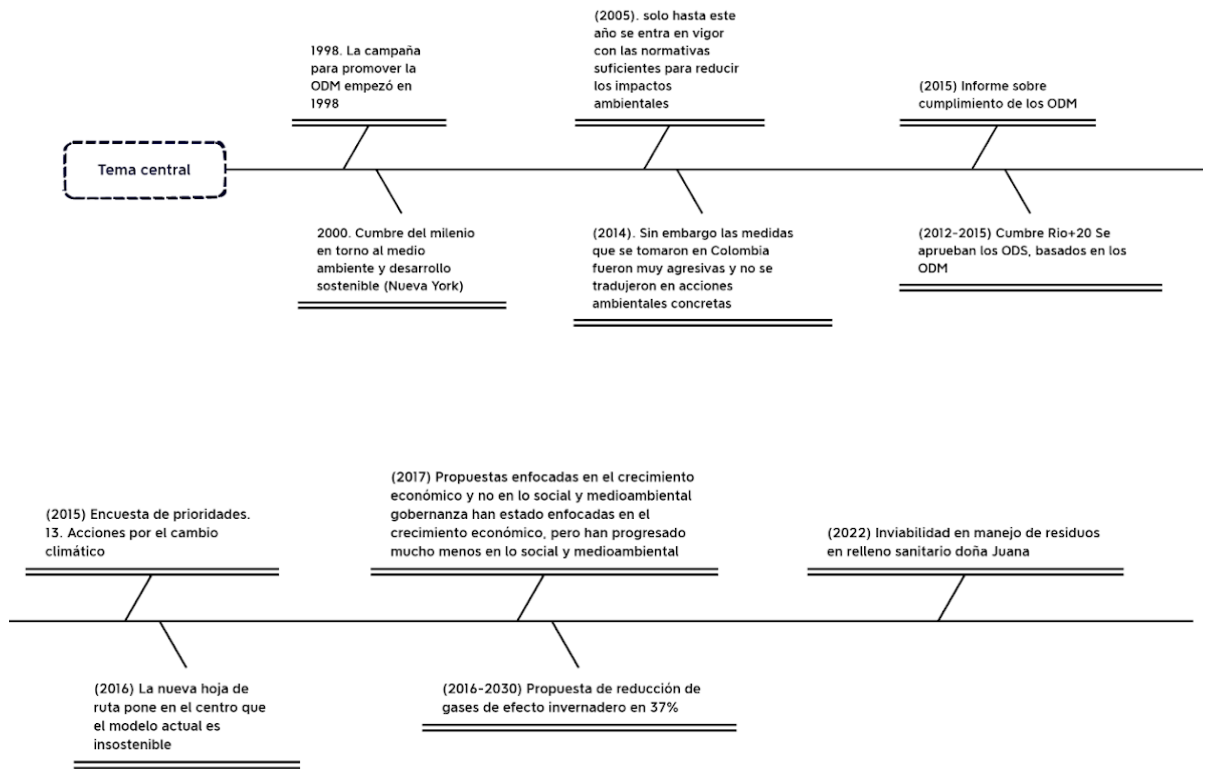 (2005). solo hasta este
año se entra en vigor
con las normativas
suficientes para reducir
los impactos
ambientales
1998. La campaña
para promover la
ODM empezó en
1998
(2015) Informe sobre
cumplimiento de los ODM
Tema central
2000. Cumbre del milenio
en torno al medio
ambiente y desarrollo
sostenible (Nueva York)
(2014). Sin embargo las medidas
que se tomaron en Colombia
fueron muy agresivas y no se
tradujeron en acciones
ambientales concretas
(2012-2015) Cumbre Rio+20 Se
aprueban los ODS, basados en los
ODM
(2015) Encuesta de prioridades.
13. Acciones por el cambio
climático
(2017) Propuestas enfocadas en el crecimiento
económico y no en lo social y medioambiental
gobernanza han estado enfocadas en el
crecimiento económico, pero han progresado
mucho menos en lo social y medioambiental
(2022) Inviabilidad en manejo de residuos
en relleno sanitario doña Juana
(2016) La nueva hoja de
ruta pone en el centro que
el modelo actual es
insostenible
(2016-2030) Propuesta de reducción de
gases de efecto invernadero en 37%